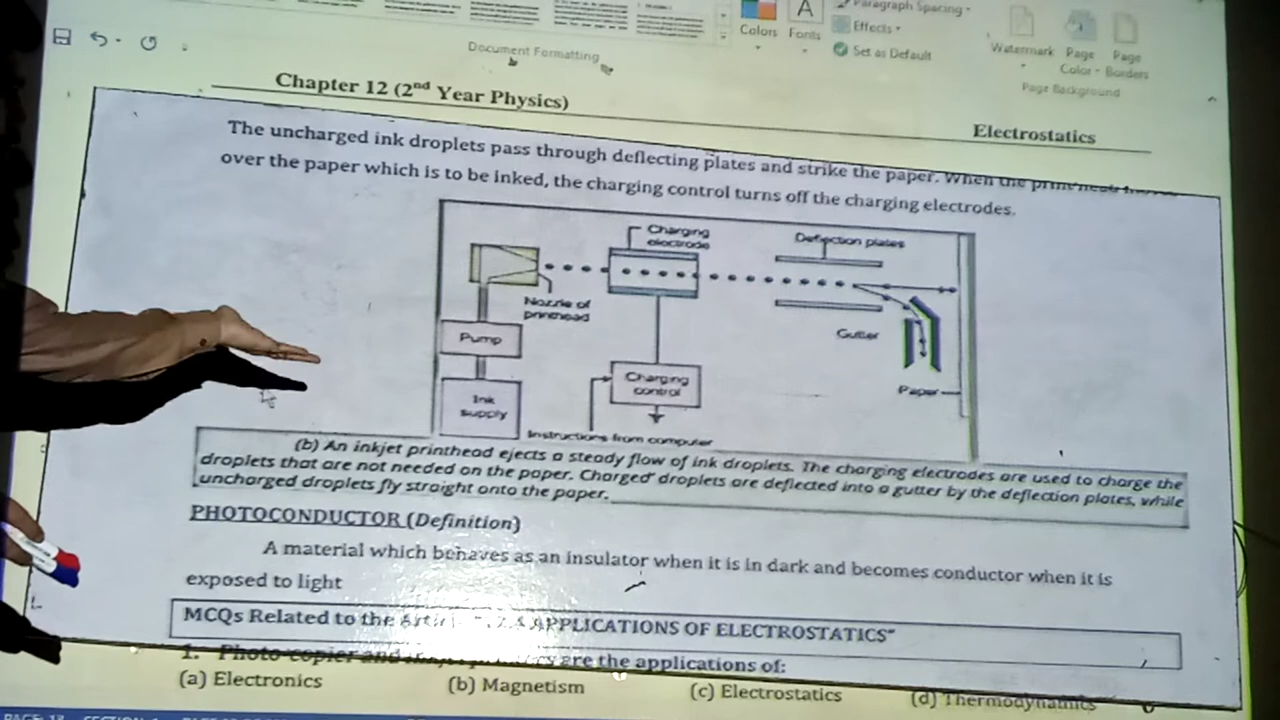 Paragraph Spacing
Effects
Set as Default
Colors
Fonts
Watermark
Page Color
Page Borders
Document Formatting
Page Background
Chapter 12 (2nd Year Physics)
Electrostatics
The uncharged ink droplets pass through deflecting plates and strike the paper. When the
over the paper which is to be inked, the charging control turns off the charging electrodes.
Charging
electrode
Deflection plates
Nozzle of
printhead
Pump
Gutter
Charging
control
Paper
Ink
supply
Instructions from computer
(b) An inkjet printhead ejects a steady flow of ink droplets. The charging electrodes are used to charge the
droplets that are not needed on the paper. Charged droplets are deflected into a gutter by the deflection plates, while
uncharged droplets fly straight onto the paper.
PHOTOCONDUCTOR (Definition)
A material which behaves as an insulator when it is in dark and becomes conductor when it is
exposed to light
MCQs Related to the APPLICATIONS OF ELECTROSTATICS"
1. Photo copier and are the applications of:
(a) Electronics (b) Magnetism (c) Electrostatics (d) Thermodynamics